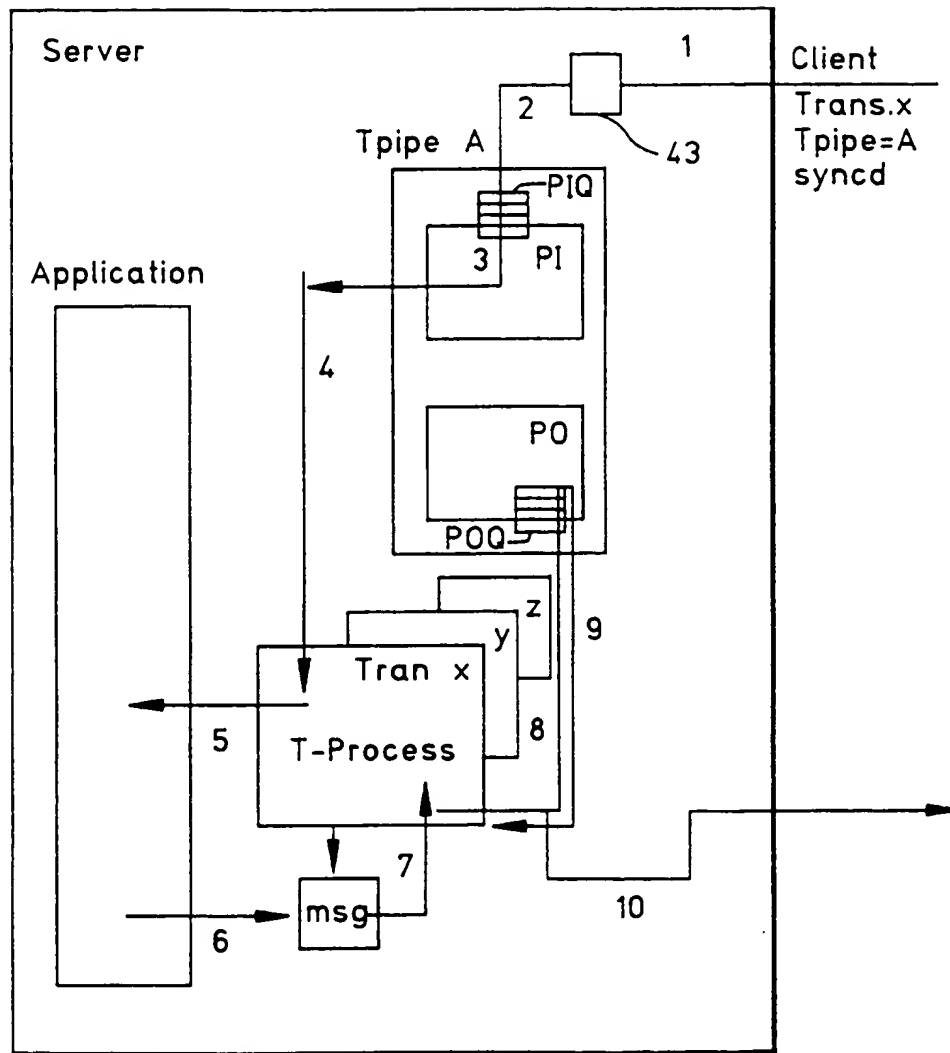 Server
1
Client
Trans.x
Tpipe=A
syncd
2
43
Tpipe A
PIQ
PI
3
Application
4
PO
POQ
z
y
Tran x
T-Process
9
8
5
7
msg
6
10